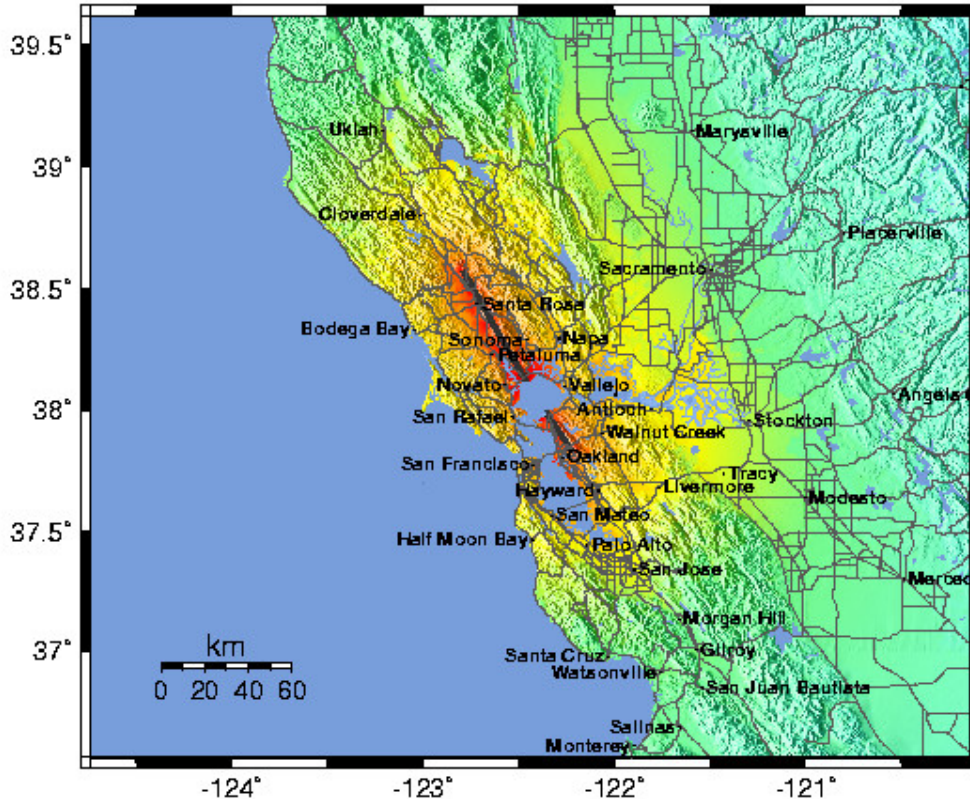 39.5°
Ukiah
Marysville
39°
Cloverdale
Placerville
Sacramento
38.5°
Santa Rosa
Bodega Bay
Sonoma
Napa
Petaluma
Novato
Vallejo
Angels C
38°
San Rafael
Antioch
Stockton
Walnut Creek
San Francisco
Oakland
Tracy
Hayward
Livermore
Modesto
37.5°
San Mateo
Half Moon Bay
Palo Alto
San Jose
Merced
km
Morgan Hill
37°
Santa Cruz
Gilroy
0 20 40 60
Watsonville
San Juan Bautista
Salinas
Monterey
-124° -123° -122° -121°